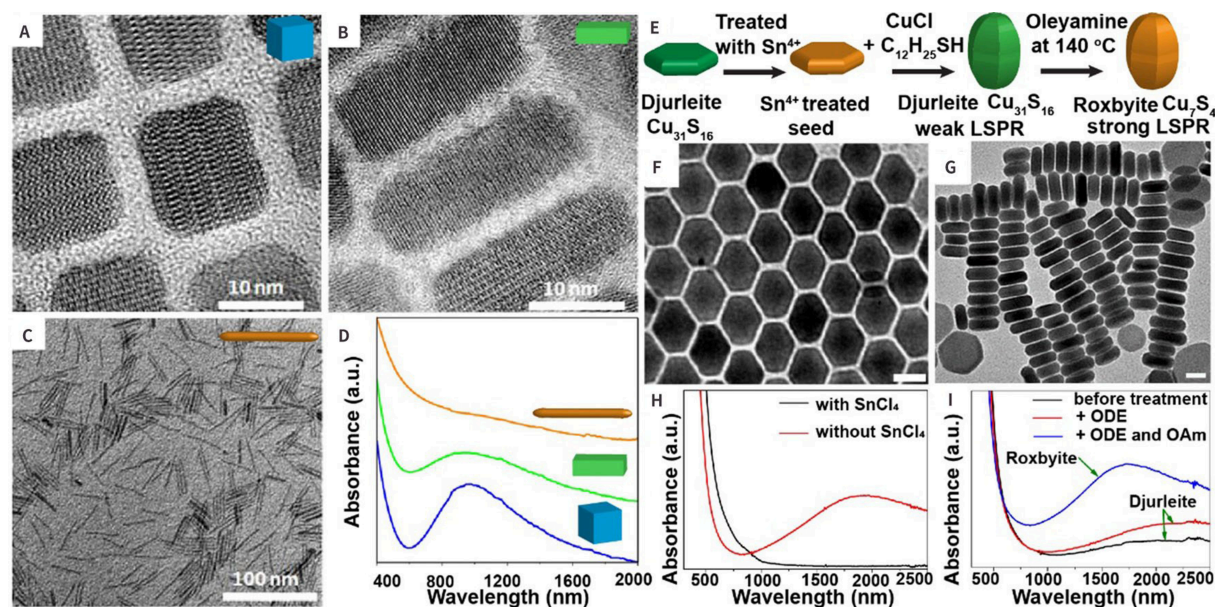 A
10 nm
B
10 nm
C
100 nm
D
Absorbance (a.u.)
400 800 1200 1600 2000
Wavelength (nm)
E
Treated
with Sn⁴⁺
+ CuCl
C₁₂H₂₅SH
Oleyamine
at 140 °C
Djurleite
Cu₃₁S₁₆
Sn⁴⁺ treated
seed
Djurleite Cu₃₁S₁₆
weak LSPR
Roxbyite Cu₇S₄
strong LSPR
F
G
H
with SnCl₄
without SnCl₄
Absorbance (a.u.)
500 1000 1500 2000 2500
Wavelength (nm)
I
before treatment
+ ODE
+ ODE and OAm
Roxbyite
Djurleite
Absorbance (a.u.)
500 1000 1500 2000 2500
Wavelength (nm)